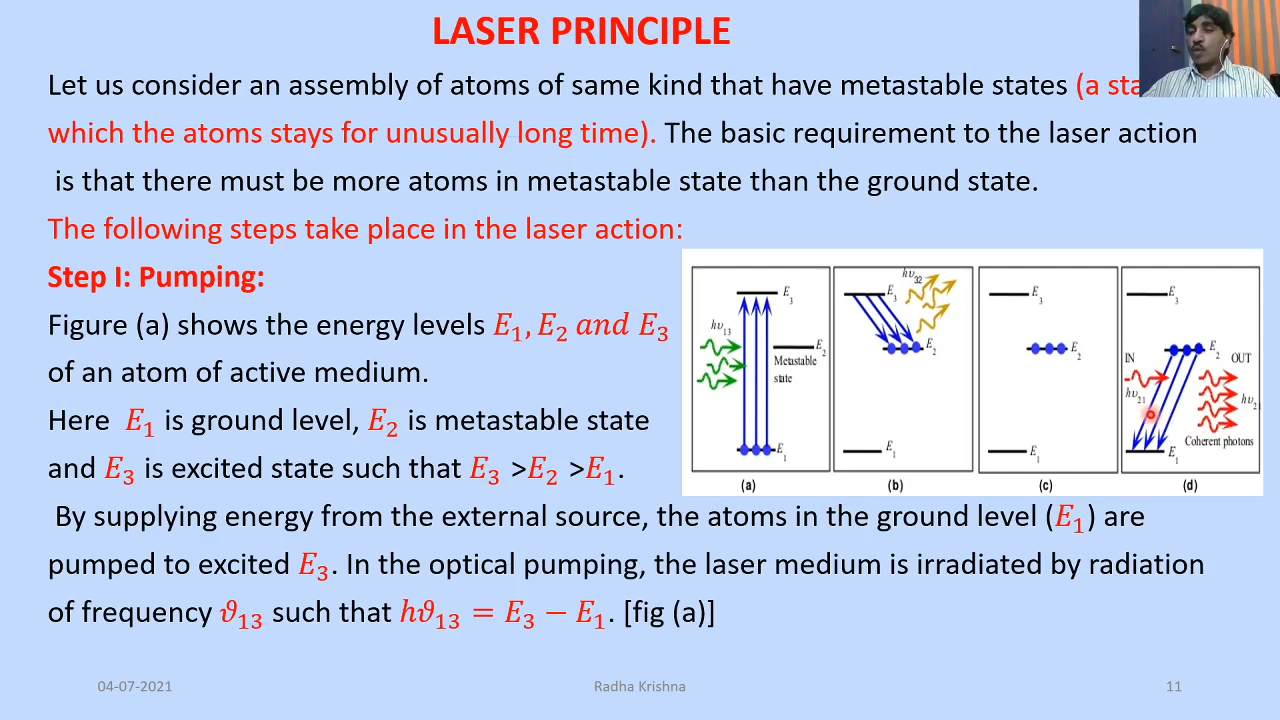 LASER PRINCIPLE
Let us consider an assembly of atoms of same kind that have metastable states (a
which the atoms stays for unusually long time). The basic requirement to the laser action
is that there must be more atoms in metastable state than the ground state.
The following steps take place in the laser action:
Step I: Pumping:
Figure (a) shows the energy levels E₁, E₂ and E₃
of an atom of active medium.
Here E₁ is ground level, E₂ is metastable state
and E₃ is excited state such that E₃ >E₂ >E₁.
E₃
hυ₁₃
E₂
Metastable
state
E₁
(a)
hυ₃₂
E₃
E₂
E₁
(b)
E₃
E₂
E₁
(c)
E₃
E₂
IN
OUT
hυ₂₁
Coherent photons
E₁
(d)
By supplying energy from the external source, the atoms in the ground level (E₁) are
pumped to excited E₃. In the optical pumping, the laser medium is irradiated by radiation
of frequency ϑ₁₃ such that hϑ₁₃ = E₃ − E₁. [fig (a)]
04-07-2021
Radha Krishna
11